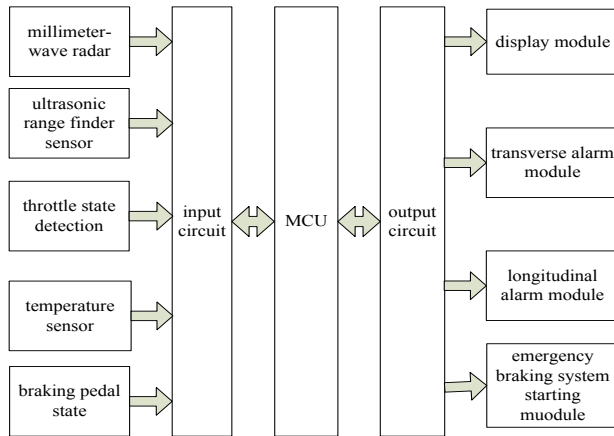 millimeter-
wave radar
ultrasonic
range finder
sensor
throttle state
detection
temperature
sensor
braking pedal
state
input
circuit
MCU
output
circuit
display module
transverse alarm
module
longitudinal
alarm module
emergency
braking system
starting
muodule